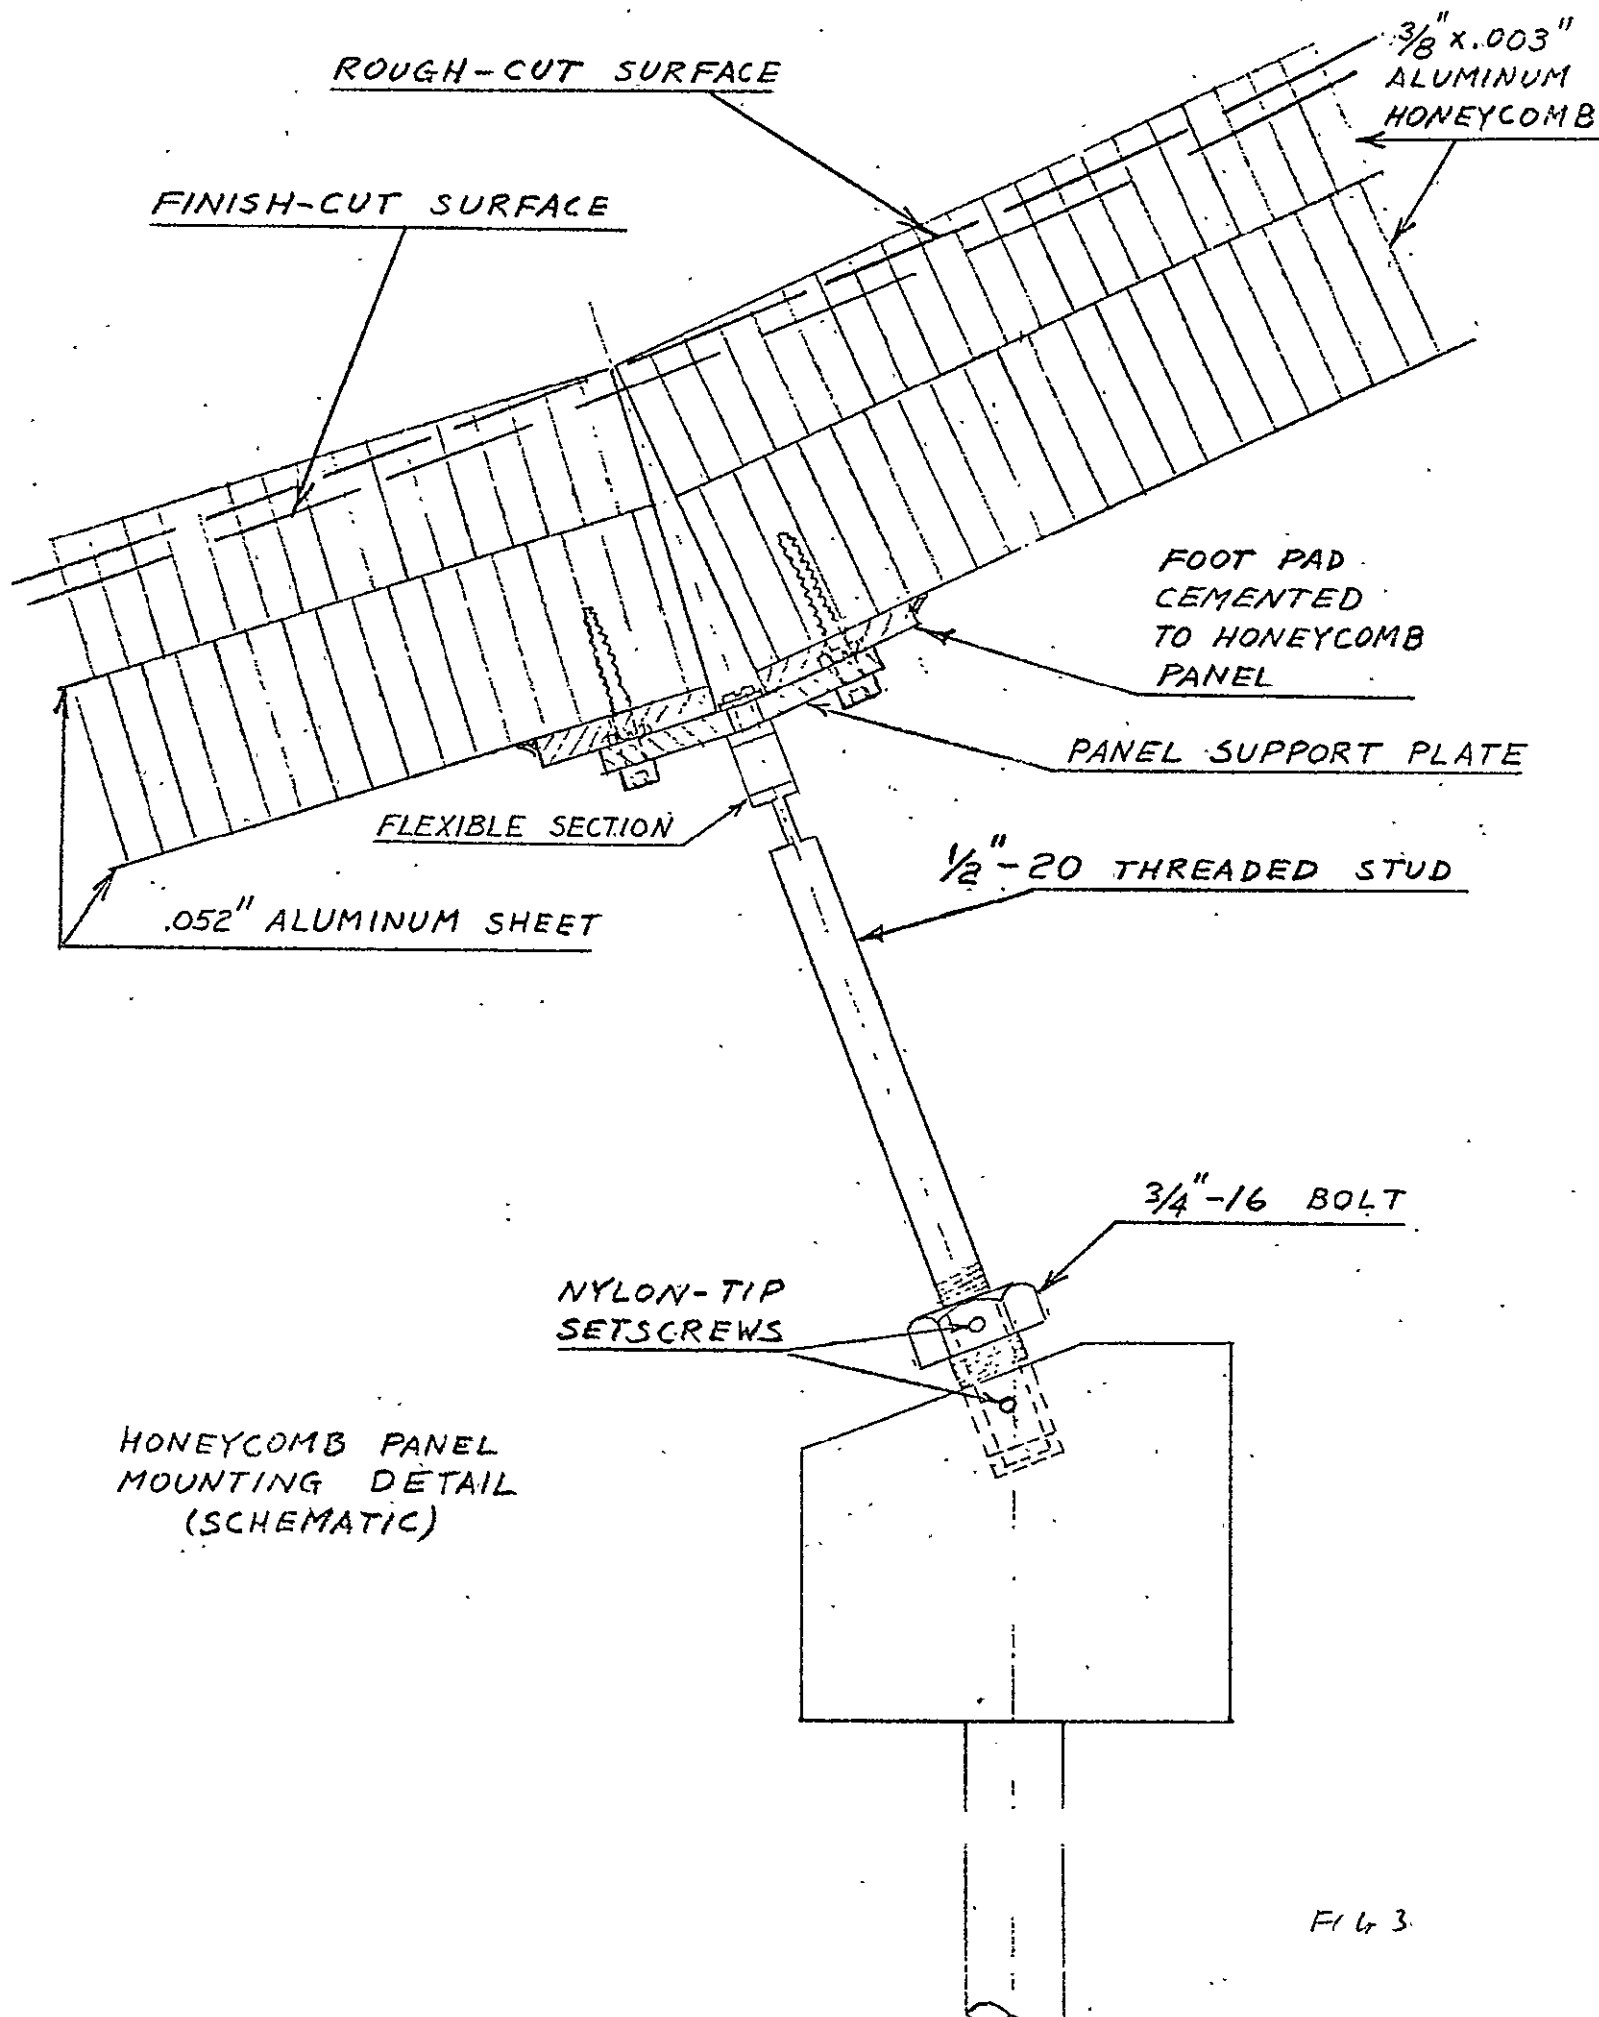 3/8" x .003"
ALUMINUM
HONEYCOMB
ROUGH-CUT SURFACE
FINISH-CUT SURFACE
FOOT PAD
CEMENTED
TO HONEYCOMB
PANEL
PANEL SUPPORT PLATE
FLEXIBLE SECTION
1/2"-20 THREADED STUD
.052" ALUMINUM SHEET
3/4"-16 BOLT
NYLON-TIP
SETSCREWS
HONEYCOMB PANEL
MOUNTING DETAIL
(SCHEMATIC)
FIG 3.